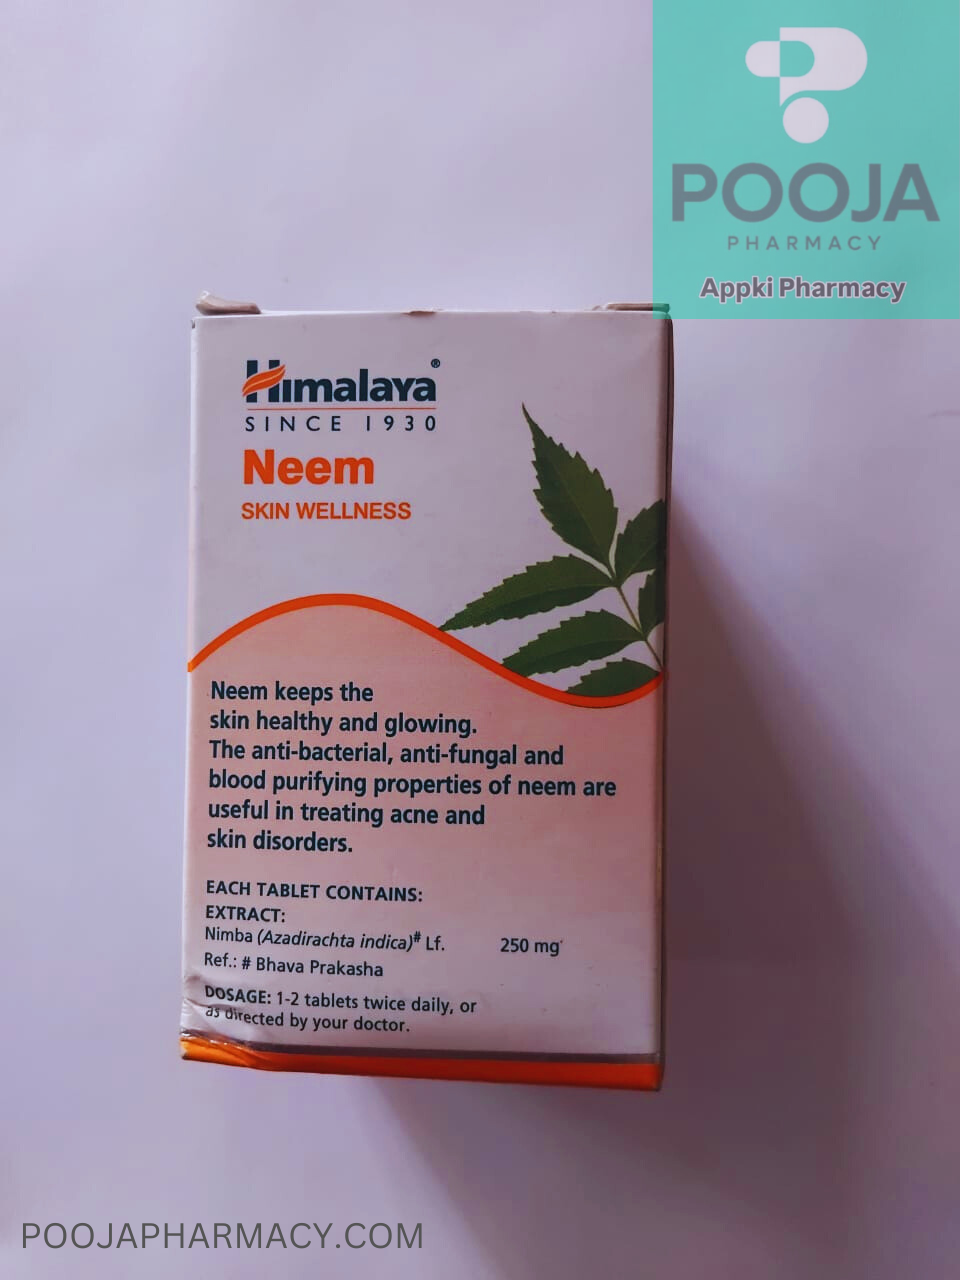 POOJA
PHARMACY
Appki Pharmacy
Himalaya®
SINCE 1930
Neem
SKIN WELLNESS
Neem keeps the
skin healthy and glowing.
The anti-bacterial, anti-fungal and
blood purifying properties of neem are
useful in treating acne and
skin disorders.
EACH TABLET CONTAINS:
EXTRACT:
Nimba (Azadirachta indica)# Lf. 250 mg
Ref.: # Bhava Prakasha
DOSAGE: 1-2 tablets twice daily, or
as directed by your doctor.
POOJAPHARMACY.COM